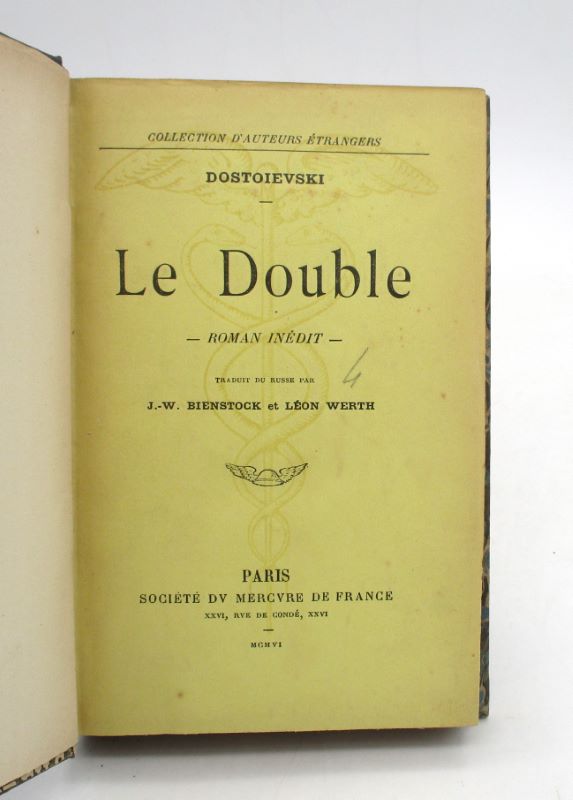 COLLECTION D'AUTEURS ÉTRANGERS
DOSTOIEVSKI
Le Double
— ROMAN INÉDIT —
TRADUIT DU RUSSE PAR
4
J.-W. BIENSTOCK et LÉON WERTH
PARIS
SOCIÉTÉ DV MERCVRE DE FRANCE
XXVI, RVE DE CONDÉ, XXVI
MCMVI